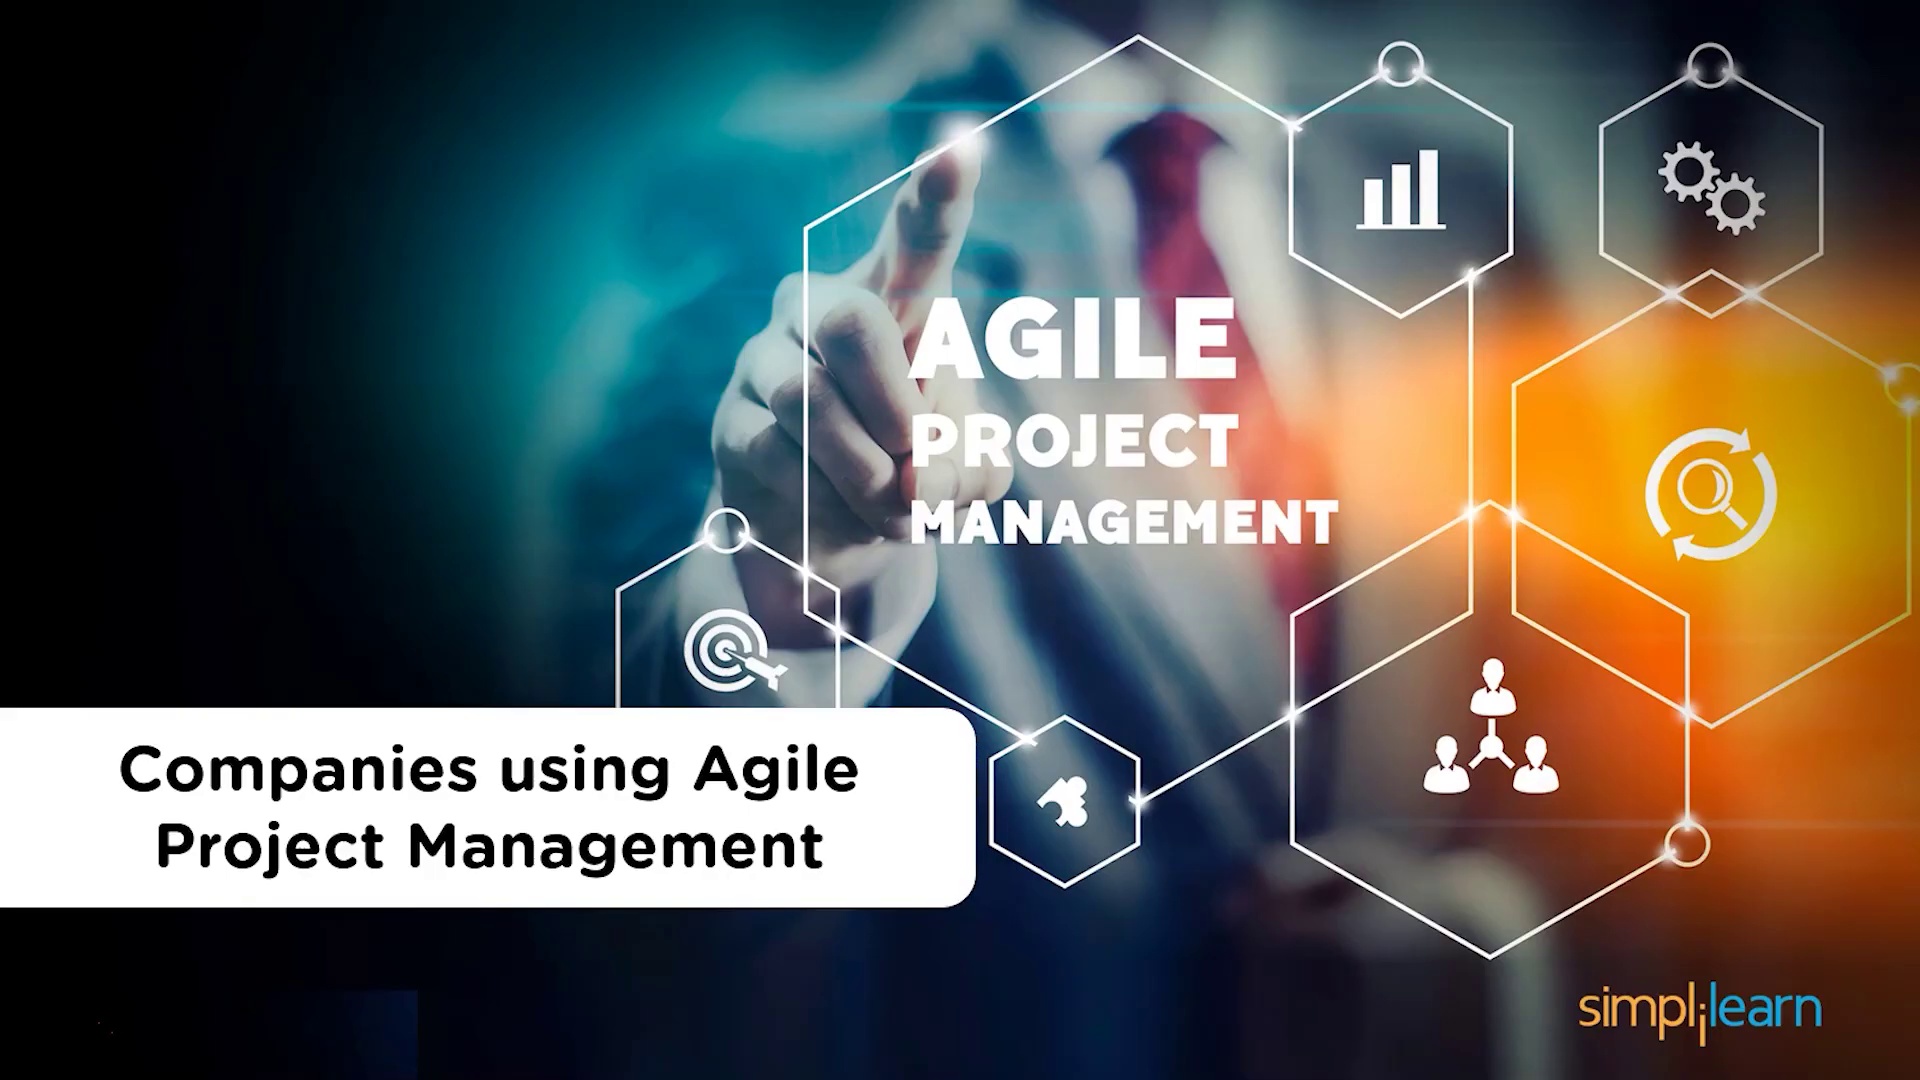 AGILE
PROJECT
MANAGEMENT
Companies using Agile
Project Management
simplilearn